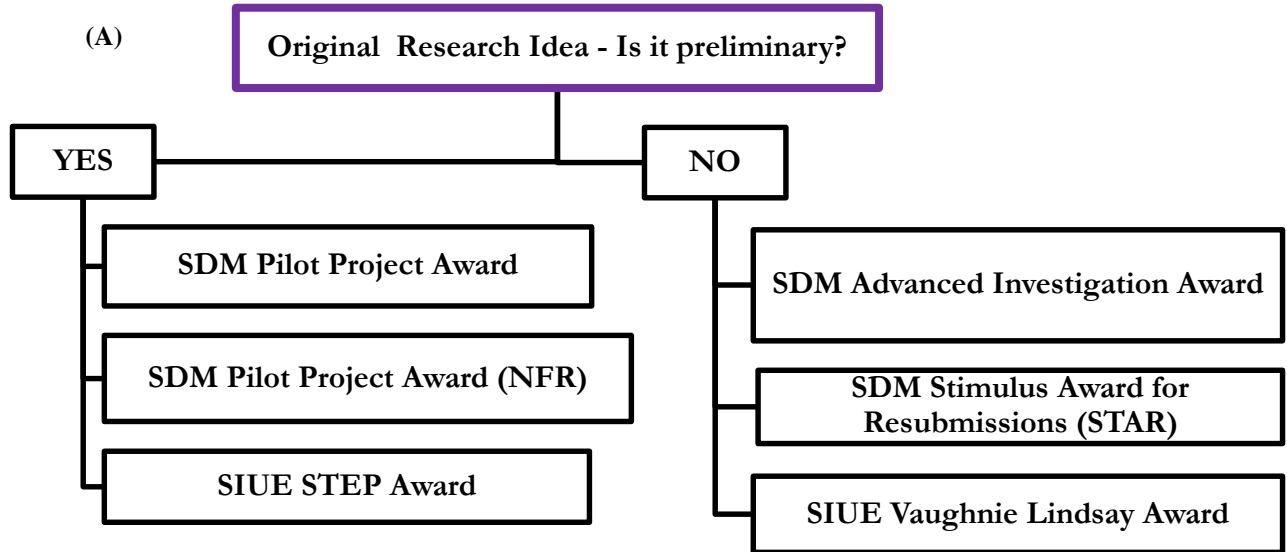 (A)
Original Research Idea - Is it preliminary?
YES
NO
SDM Pilot Project Award
SDM Pilot Project Award (NFR)
SIUE STEP Award
SDM Advanced Investigation Award
SDM Stimulus Award for
Resubmissions (STAR)
SIUE Vaughnie Lindsay Award